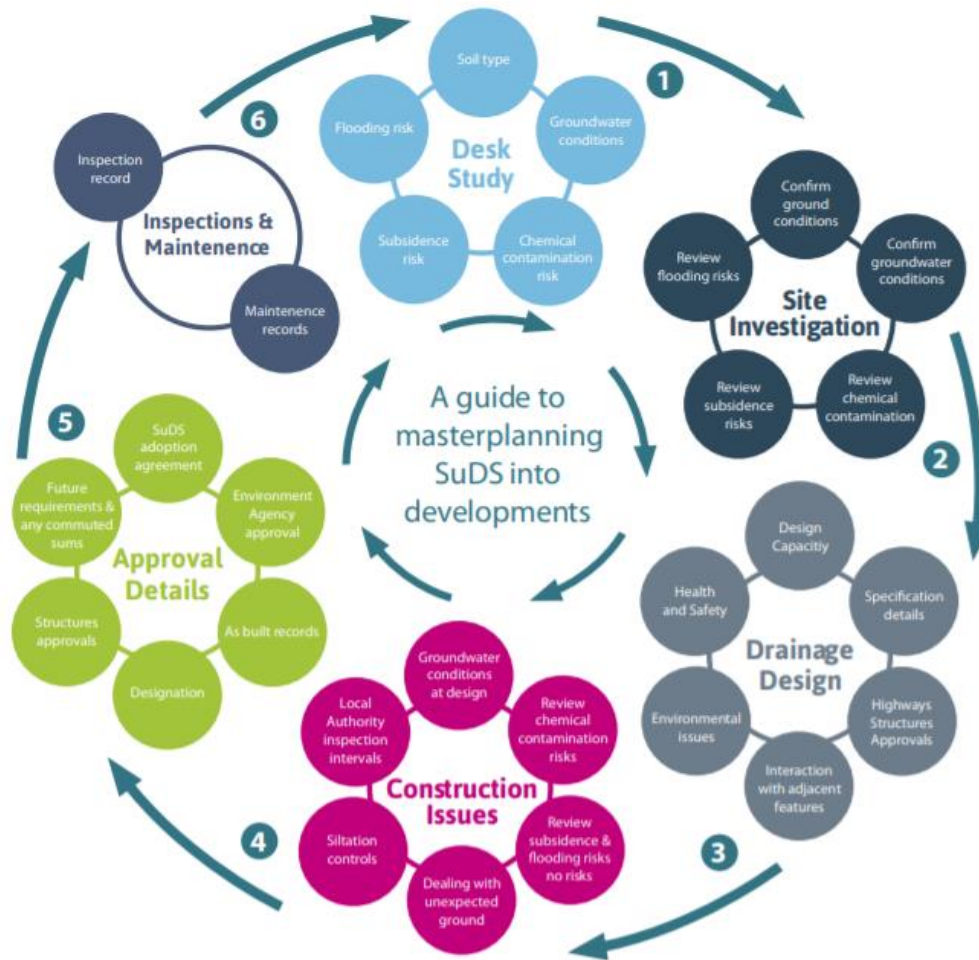 1
Soil type
Groundwater
conditions
Chemical
contamination
risk
Subsidence
risk
Flooding risk
Desk
Study
Confirm
ground
conditions
Confirm
groundwater
conditions
Review
chemical
contamination
Review
subsidence
risks
Review
flooding risks
Site
Investigation
2
Design
Capacitiy
Specification
details
Highways
Structures
Approvals
Interaction
with adjacent
features
Environmental
issues
Health
and Safety
Drainage
Design
3
Groundwater
conditions
at design
Review
chemical
contamination
risks
Review
subsidence &
flooding risks
no risks
Dealing with
unexpected
ground
Siltation
controls
Local
Authority
inspection
intervals
Construction
Issues
4
SuDS
adoption
agreement
Environment
Agency
approval
As built records
Designation
Structures
approvals
Future
requirements &
any commuted
sums
Approval
Details
5
Inspection
record
Inspections &
Maintenence
Maintenence
records
6
A guide to
masterplanning
SuDS into
developments